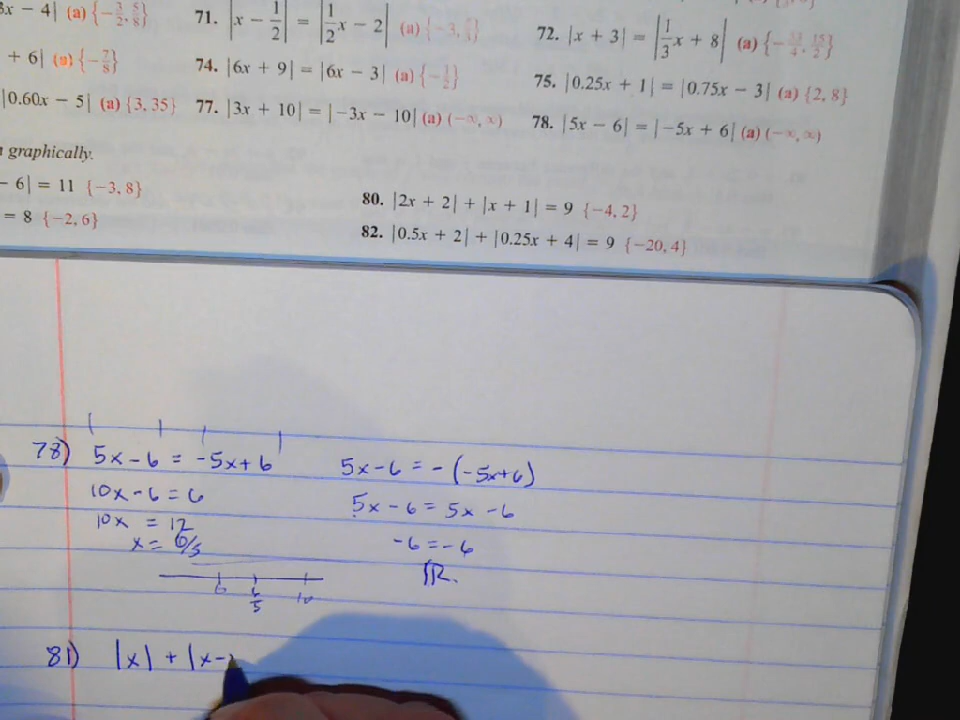 3x − 4| (a) {−3/2, 5/8} 71. |x − 1/2| = |1/2x − 2| (a) 72. |x + 3| = |1/3x + 8| (a)
+ 6| (a) {−7/8} 74. |6x + 9| = |6x − 3| (a) {−1/2} 75. |0.25x + 1| = |0.75x − 3| (a) {2, 8}
|0.60x − 5| (a) {3, 35} 77. |3x + 10| = |−3x − 10| (a) (−∞, ∞) 78. |5x − 6| = |−5x + 6| (a) (−∞, ∞)
graphically.
− 6| = 11 {−3, 8} 80. |2x + 2| + |x + 1| = 9 {−4, 2}
= 8 {−2, 6} 82. |0.5x + 2| + |0.25x + 4| = 9 {−20, 4}
78) 5x − 6 = −5x + 6 5x − 6 = −(−5x+6)
10x − 6 = 6 5x − 6 = 5x − 6
10x = 12 −6 = −6
x = 6/5 ℝ.
6/5 10
81) |x| + |x −